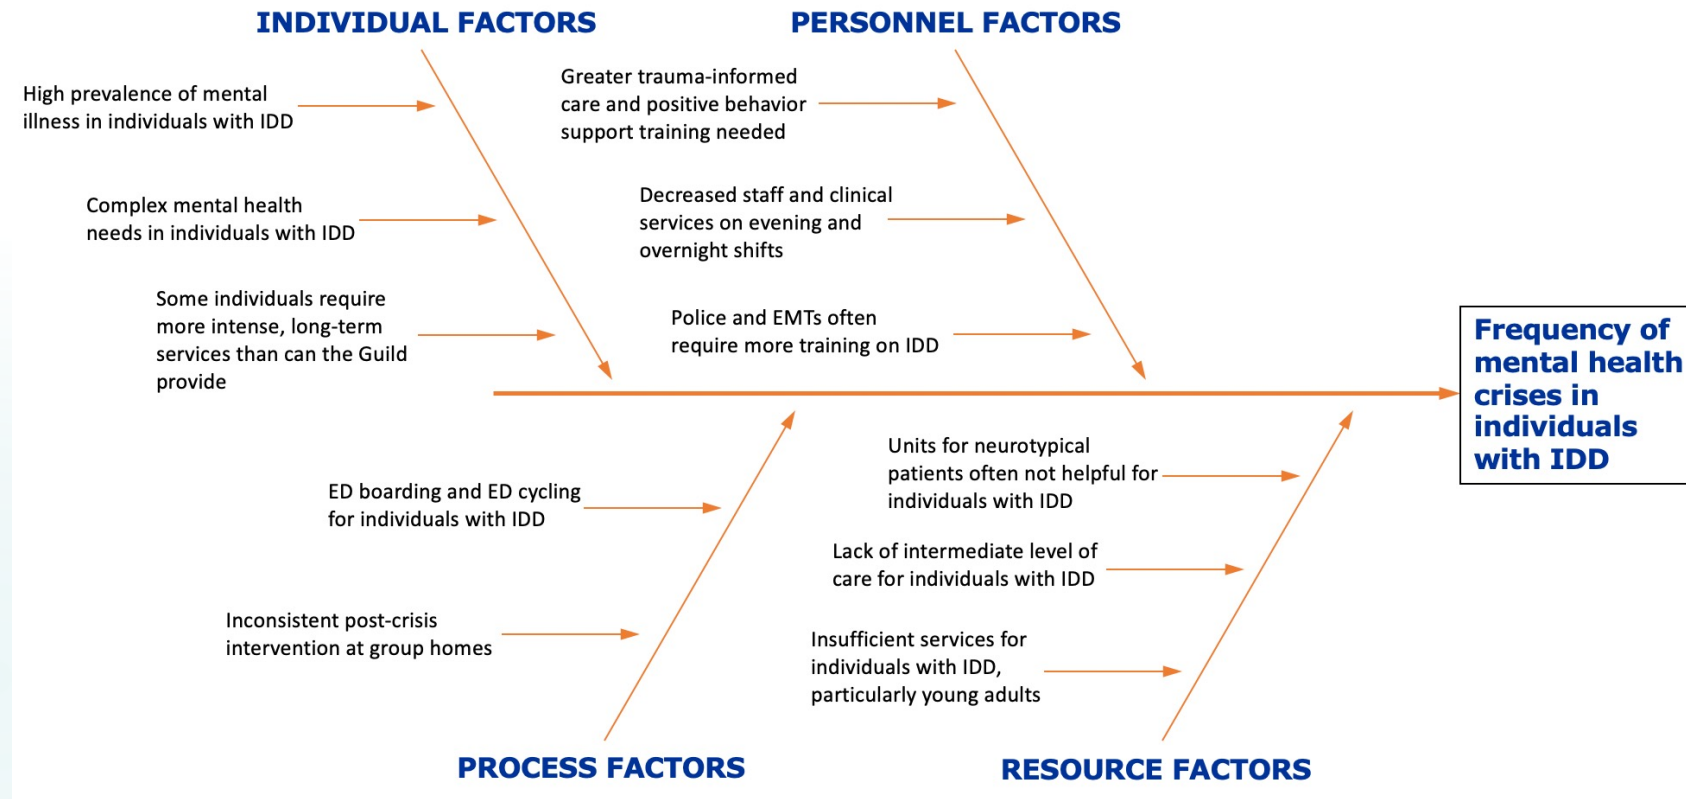 INDIVIDUAL FACTORS
High prevalence of mental
illness in individuals with IDD
Complex mental health
needs in individuals with IDD
Some individuals require
more intense, long-term
services than can the Guild
provide
PERSONNEL FACTORS
Greater trauma-informed
care and positive behavior
support training needed
Decreased staff and clinical
services on evening and
overnight shifts
Police and EMTs often
require more training on IDD
Frequency of
mental health
crises in
individuals
with IDD
ED boarding and ED cycling
for individuals with IDD
Inconsistent post-crisis
intervention at group homes
PROCESS FACTORS
Units for neurotypical
patients often not helpful for
individuals with IDD
Lack of intermediate level of
care for individuals with IDD
Insufficient services for
individuals with IDD,
particularly young adults
RESOURCE FACTORS